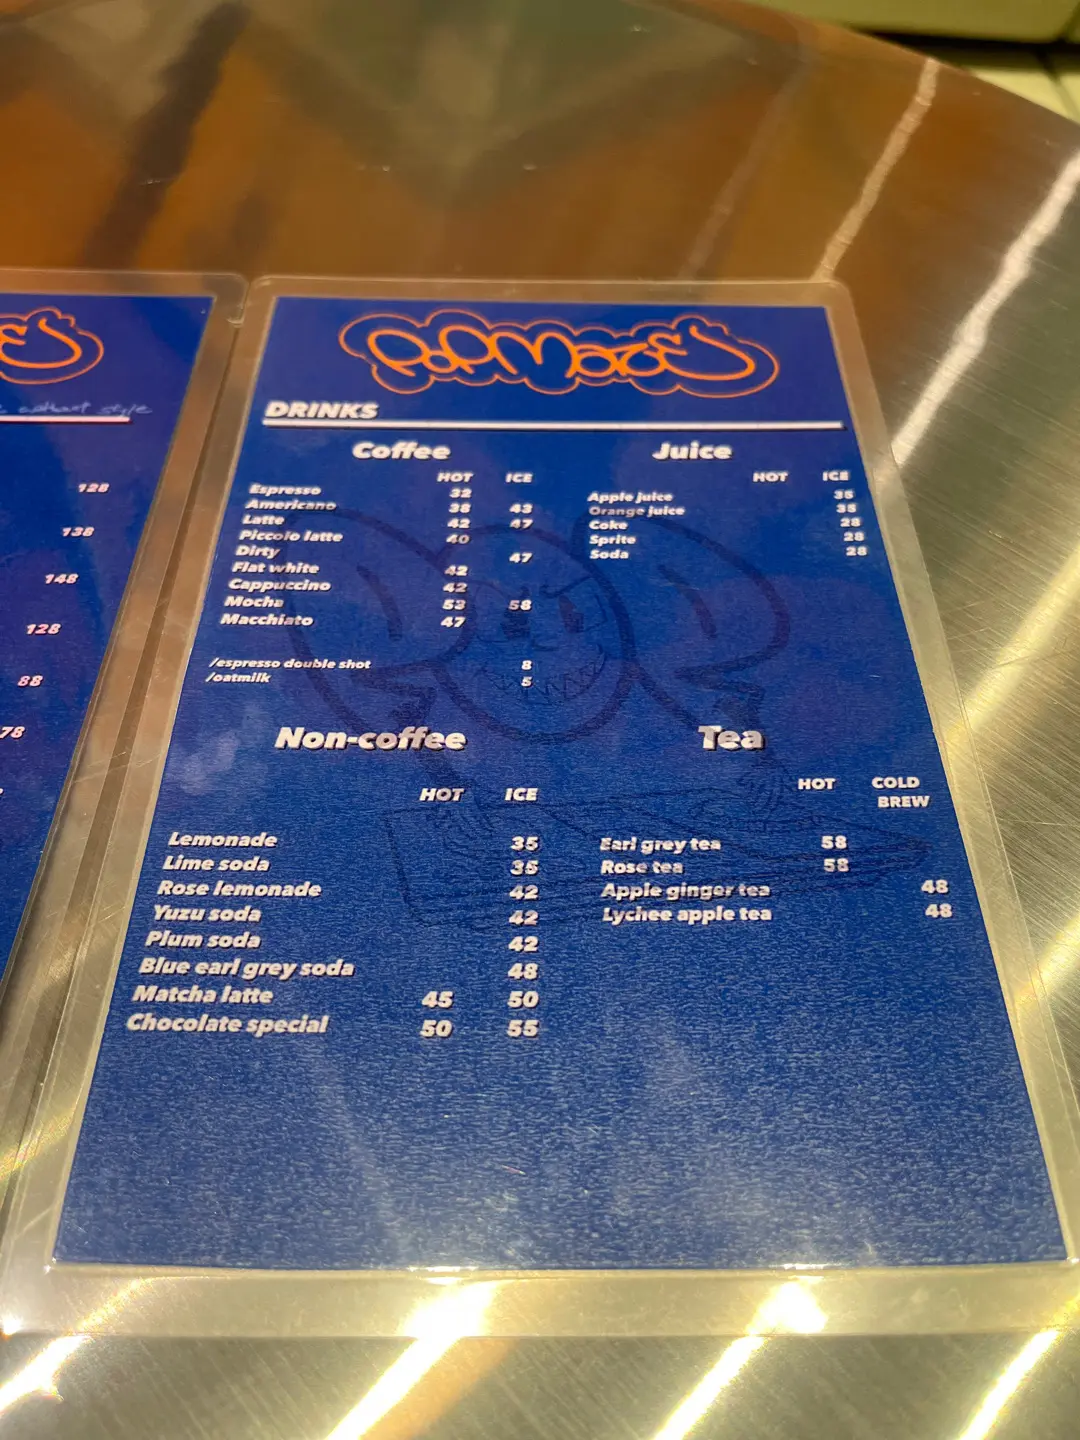 e asthart style
128
138
148
128
88
78
POPMazE
DRINKS
Coffee
HOT ICE
Espresso 32
Americano 38 43
Latte 42 47
Piccolo latte 40
Dirty 47
Flat white 42
Cappuccino 42
Mocha 53 58
Macchiato 47
/espresso double shot 8
/oatmilk 5
Juice
HOT ICE
Apple juice 35
Orange juice 35
Coke 28
Sprite 28
Soda 28
Non-coffee
HOT ICE
Lemonade 35
Lime soda 35
Rose lemonade 42
Yuzu soda 42
Plum soda 42
Blue earl grey soda 48
Matcha latte 45 50
Chocolate special 50 55
Tea
HOT COLD
BREW
Earl grey tea 58
Rose tea 58
Apple ginger tea 48
Lychee apple tea 48